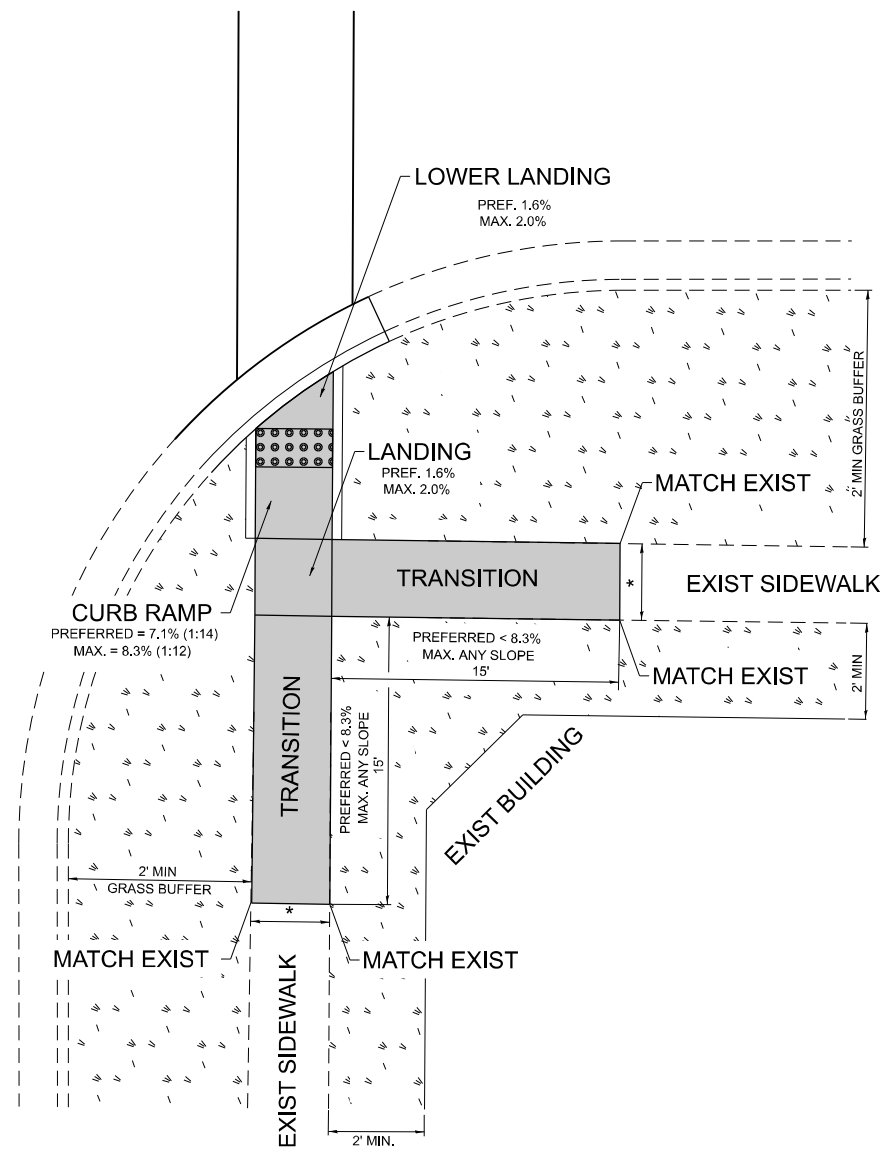 LOWER LANDING
PREF. 1.6%
MAX. 2.0%
2' MIN GRASS BUFFER
LANDING
PREF. 1.6%
MAX. 2.0%
MATCH EXIST
TRANSITION
*
EXIST SIDEWALK
CURB RAMP
PREFERRED = 7.1% (1:14)
MAX. = 8.3% (1:12)
PREFERRED < 8.3%
MAX. ANY SLOPE
15'
MATCH EXIST
2' MIN
TRANSITION
PREFERRED < 8.3%
MAX. ANY SLOPE
15'
EXIST BUILDING
2' MIN
GRASS BUFFER
*
MATCH EXIST
MATCH EXIST
EXIST SIDEWALK
2' MIN.